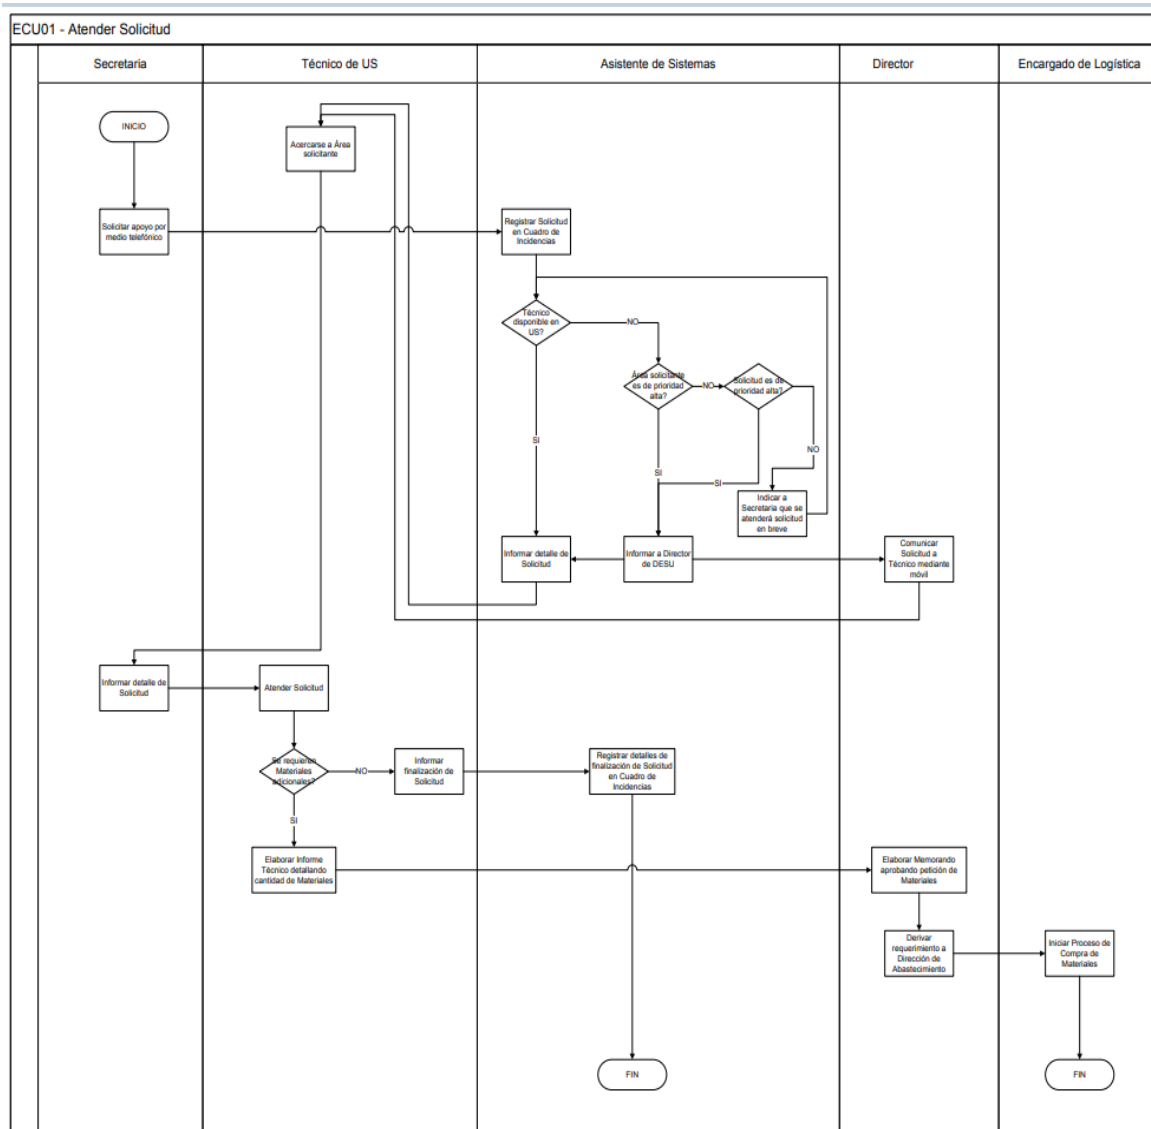 ECU01 - Atender Solicitud
Secretaria
Técnico de US
Asistente de Sistemas
Director
Encargado de Logística
INICIO
Acercarse a Área
solicitante
Solicitar apoyo por
medio telefónico
Registrar Solicitud
en Cuadro de
Incidencias
Técnico
disponible en
US?
NO
Área solicitante
es de prioridad
alta?
NO
Solicitud es de
prioridad alta?
SI
SI
SI
NO
Indicar a
Secretaria que se
atenderá solicitud
en breve
Informar detalle de
Solicitud
Informar a Director
de DESU
Comunicar
Solicitud a
Técnico mediante
móvil
Informar detalle de
Solicitud
Atender Solicitud
Se requieren
Materiales
adicionales?
NO
Informar
finalización de
Solicitud
Registrar detalles de
finalización de Solicitud
en Cuadro de
Incidencias
SI
Elaborar Informe
Técnico detallando
cantidad de Materiales
Elaborar Memorando
aprobando petición de
Materiales
Derivar
requerimiento a
Dirección de
Abastecimiento
Iniciar Proceso de
Compra de
Materiales
FIN
FIN